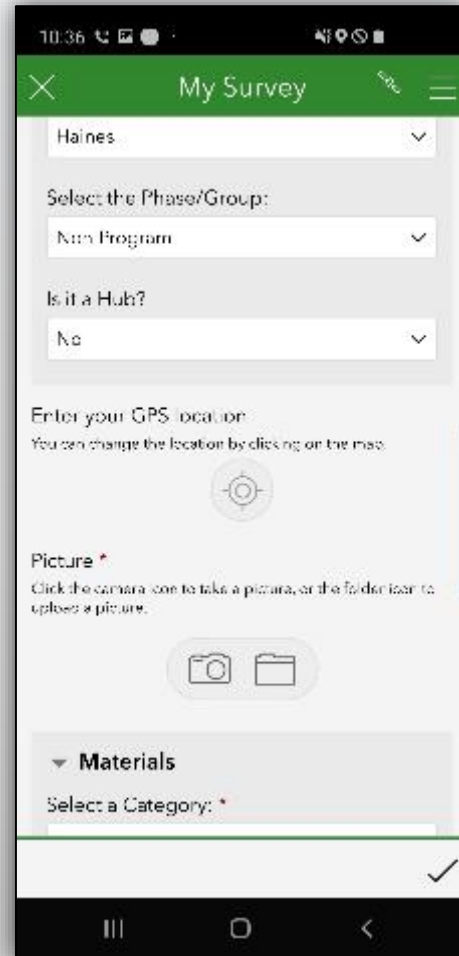 10:36
My Survey
Haines
Select the Phase/Group:
Non Program
Is it a Hub?
No
Enter your GPS location
You can change the location by clicking on the map.
Picture *
Click the camera icon to take a picture, or the folder icon to
upload a picture.
Materials
Select a Category: *